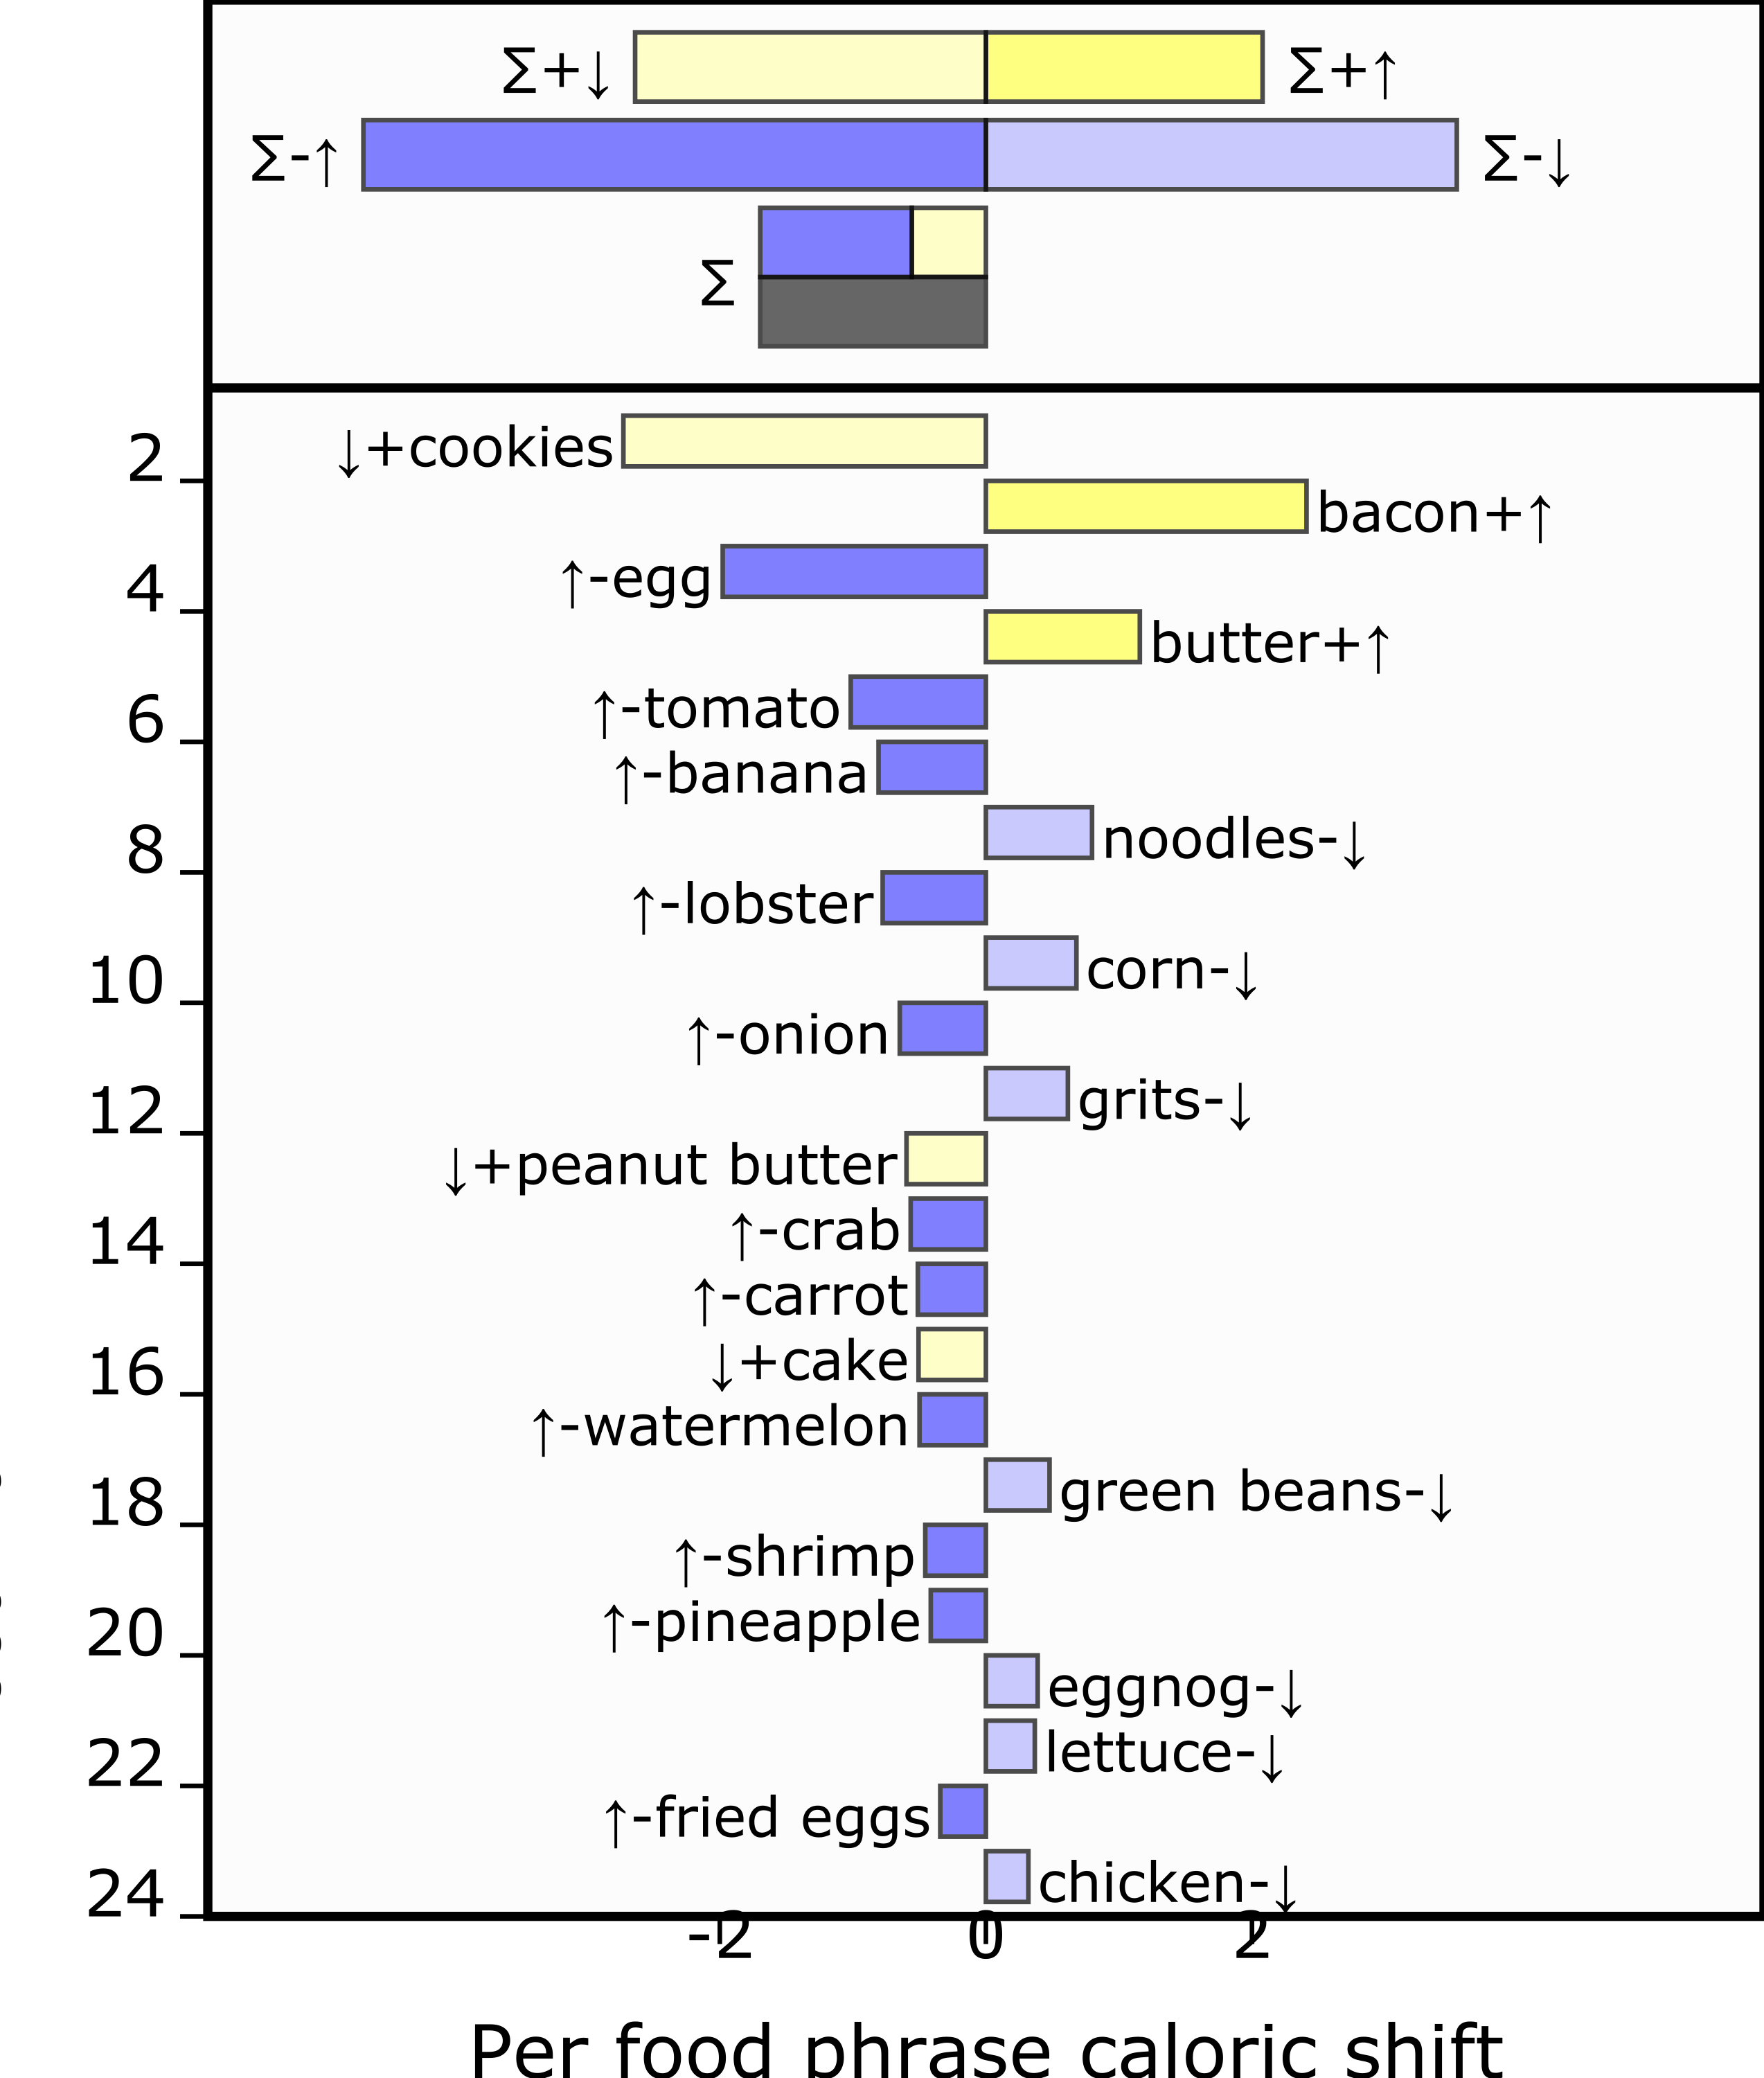 ∑+↓ ∑+↑
∑-↑ ∑-↓
∑
2 ↓+cookies
bacon+↑
4 ↑-egg
butter+↑
6 ↑-tomato
↑-banana
8 noodles-↓
↑-lobster
10 corn-↓
↑-onion
12 grits-↓
↓+peanut butter
14 ↑-crab
↑-carrot
16 ↓+cake
↑-watermelon
18 green beans-↓
↑-shrimp
20 ↑-pineapple
eggnog-↓
22 lettuce-↓
↑-fried eggs
24 chicken-↓
-2 0 2
Per food phrase caloric shift